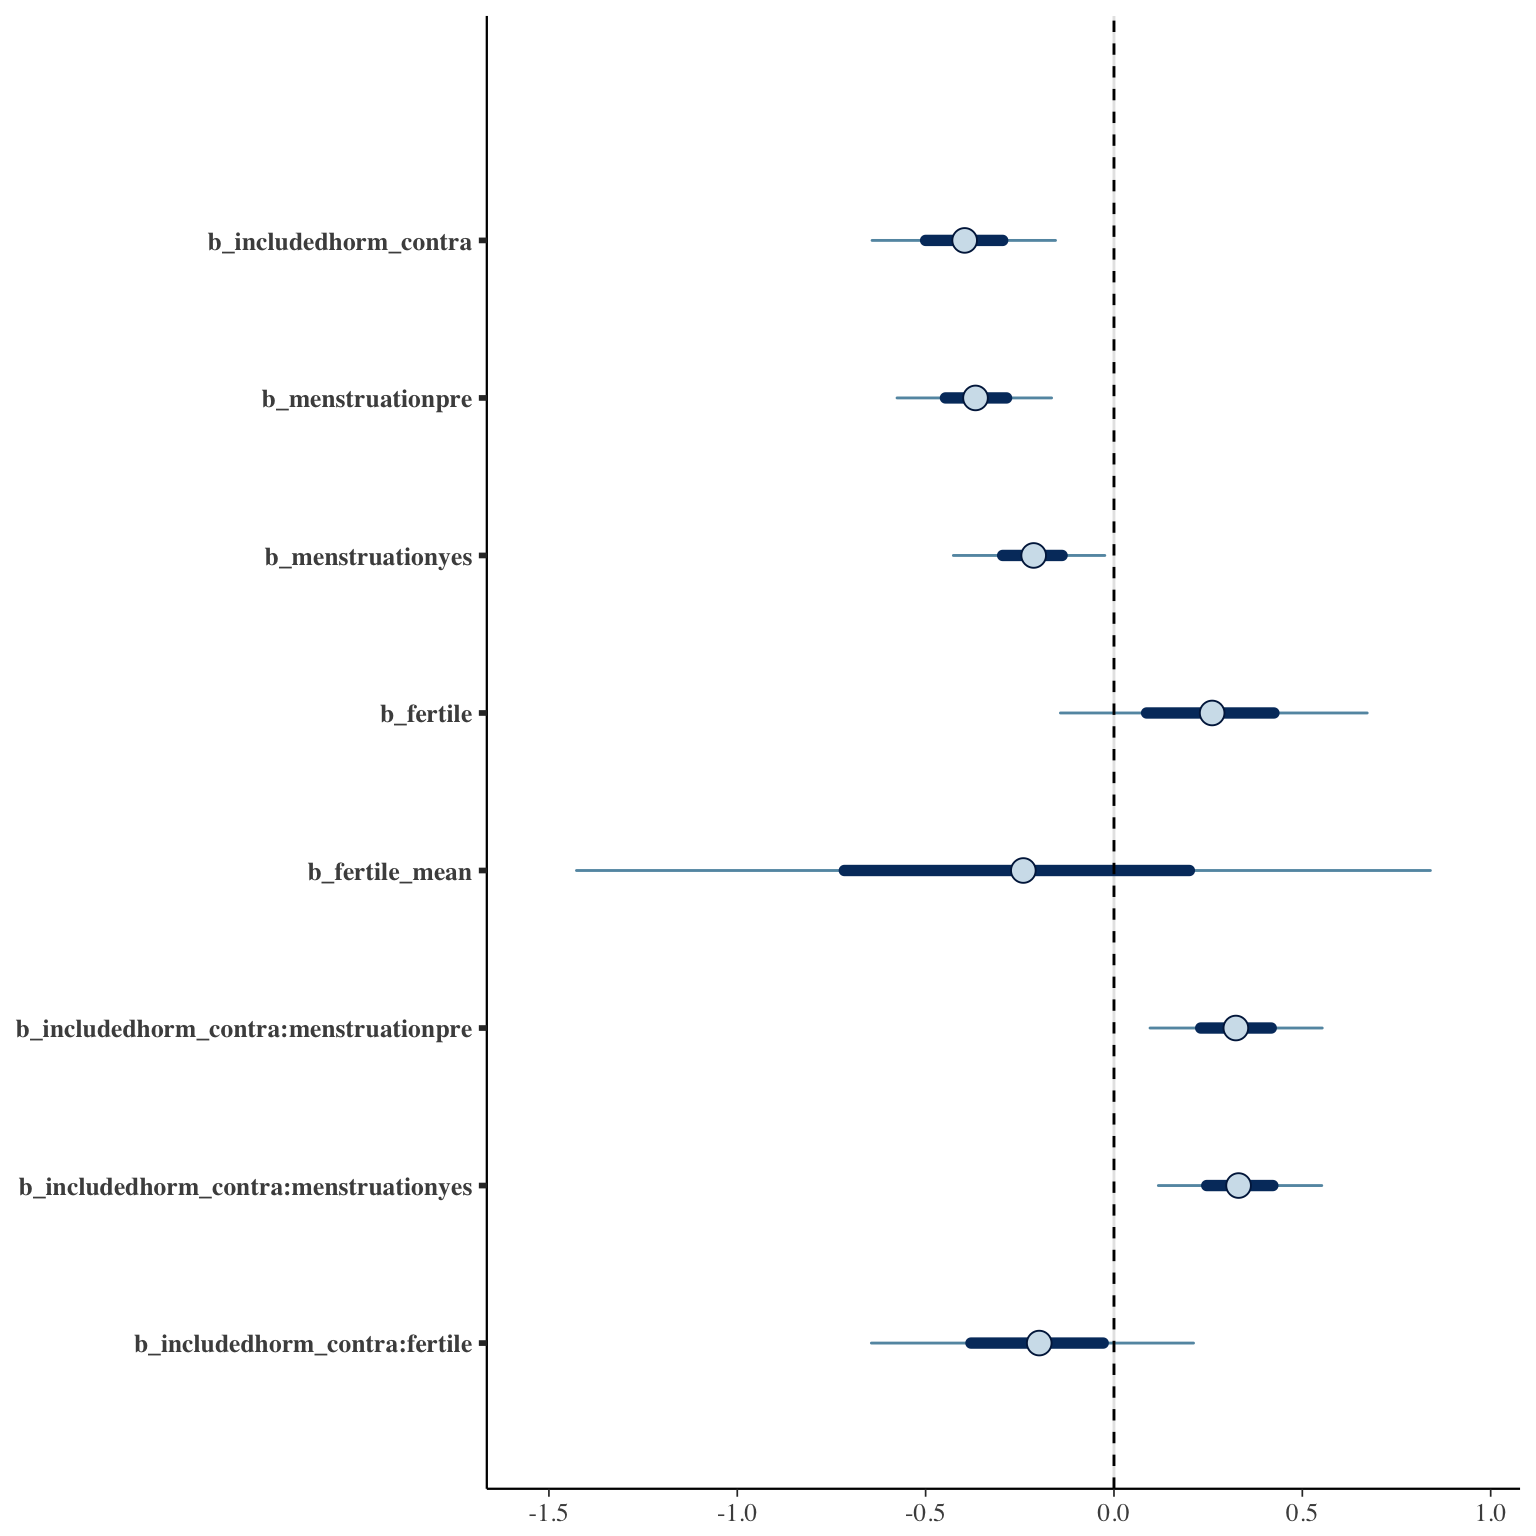 b_includedhorm_contra
b_menstruationpre
b_menstruationyes
b_fertile
b_fertile_mean
b_includedhorm_contra:menstruationpre
b_includedhorm_contra:menstruationyes
b_includedhorm_contra:fertile
-1.5 -1.0 -0.5 0.0 0.5 1.0